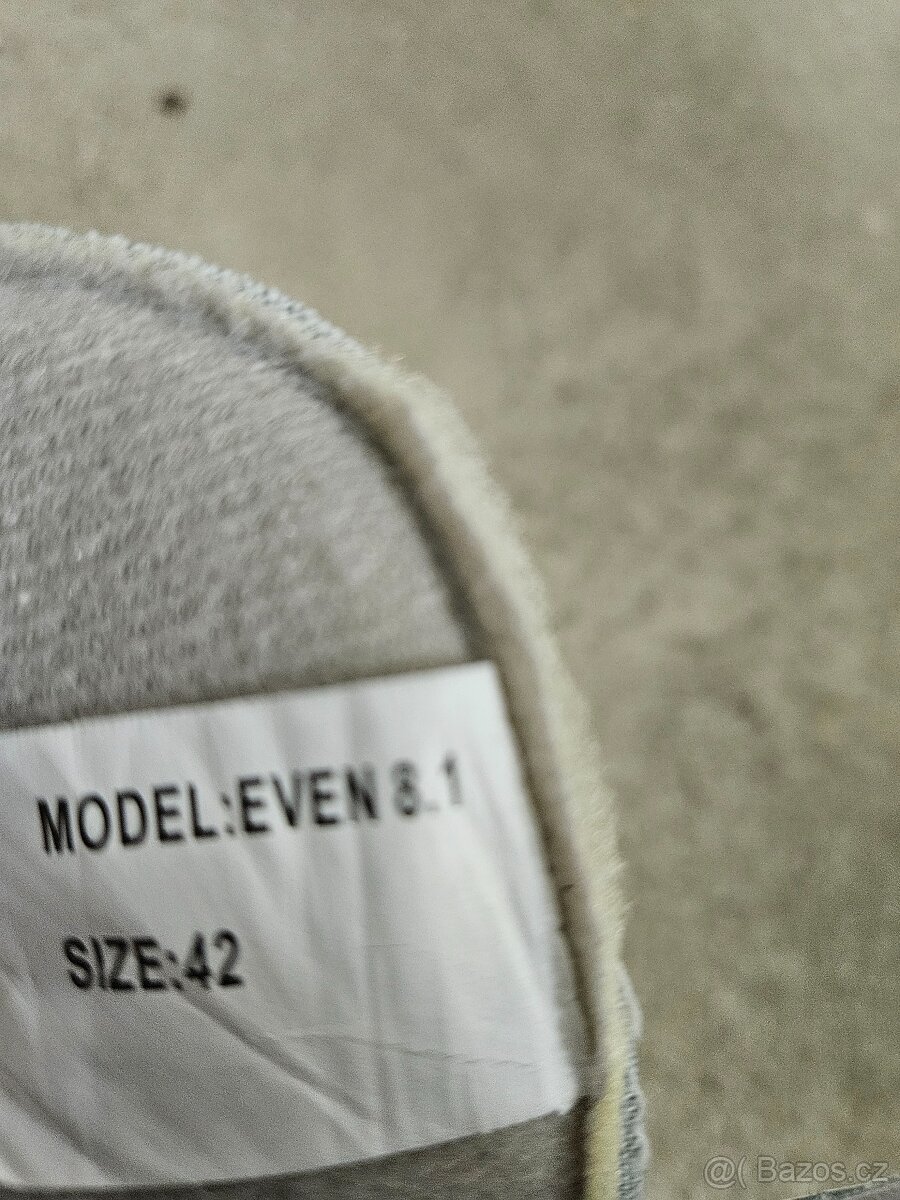 MODEL:EVEN 8.1
SIZE:42
@( Bazos.cz